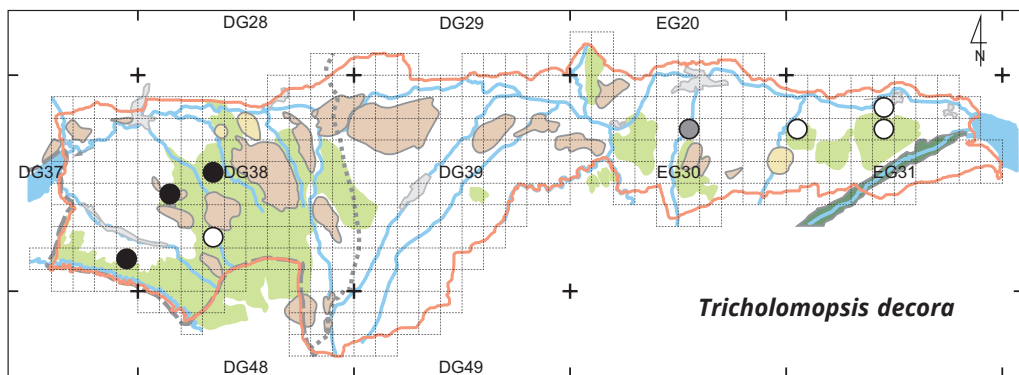 DG28 DG29 EG20
N
DG37 DG38 DG39 EG30 EG31
Tricholomopsis decora
DG48 DG49